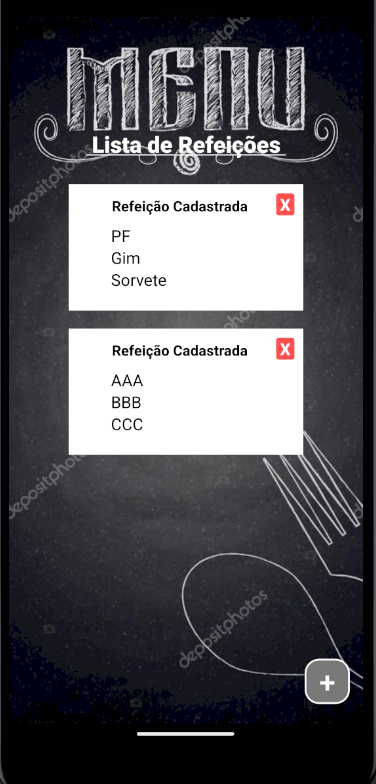 depositphotos
MENU
Lista de Refeições
depositphotos
Refeição Cadastrada
X
PF
Gim
Sorvete
Refeição Cadastrada
X
AAA
BBB
CCC
depositphotos
depositphotos
+